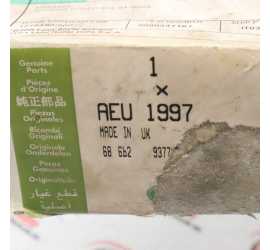 Genuine
Parts
Pièces
d'Origine
純正部品
Piezas
Originales
Ricambi
Originali
Originele
Onderdelen
Peças
Genuínas
Originalteile
قطع غيار
أصلية
1
x
AEU 1997
MADE IN UK
68 662